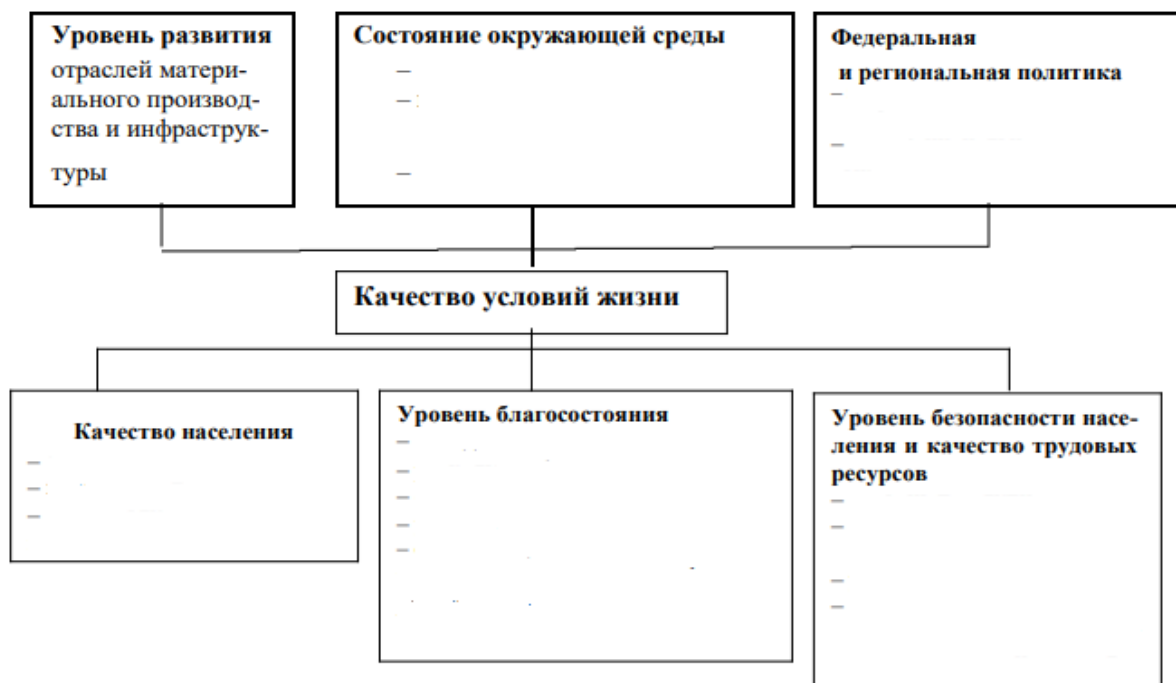 Уровень развития
отраслей матери-
ального производ-
ства и инфраструк-
туры
Состояние окружающей среды
–
–
–
Федеральная
и региональная политика
–
–
Качество условий жизни
Качество населения
–
–
–
Уровень благосостояния
–
–
–
–
–
Уровень безопасности насе-
ления и качество трудовых
ресурсов
–
–
–
–